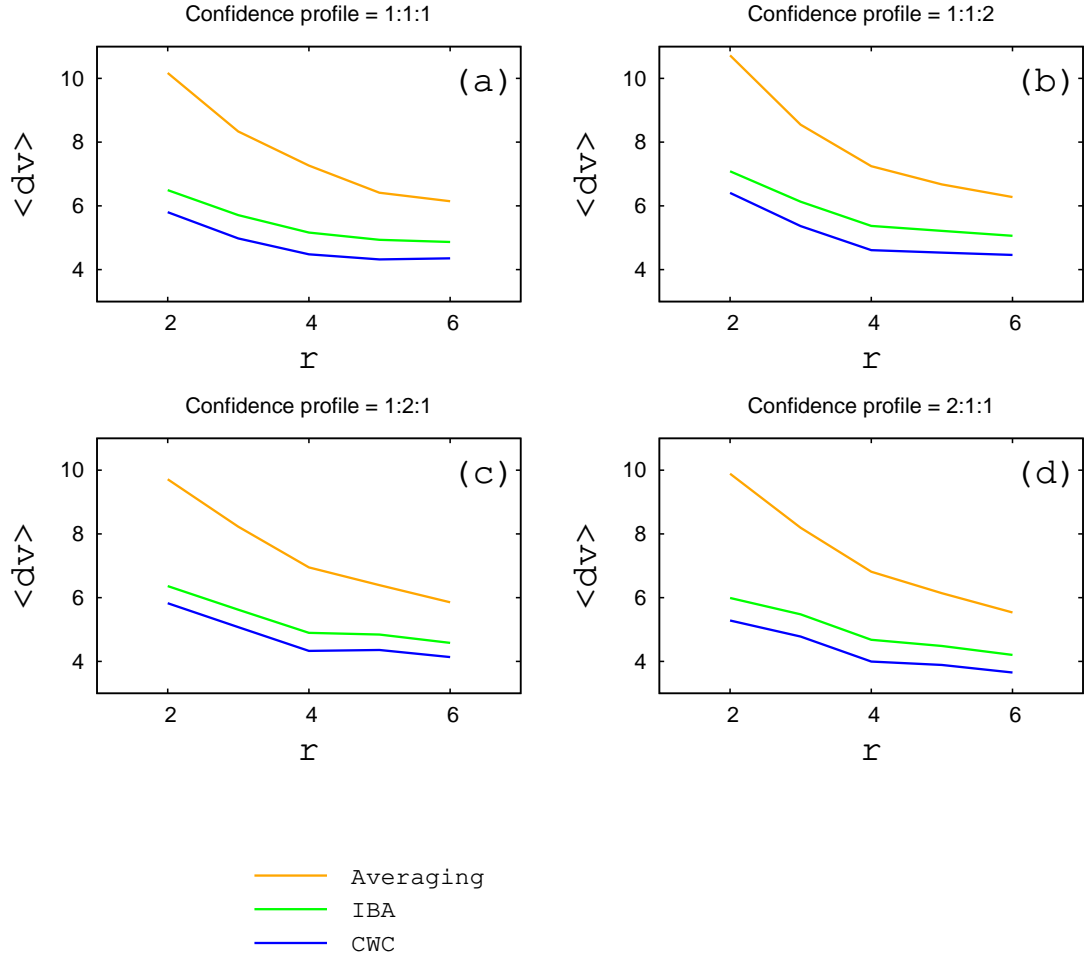 Confidence profile = 1:1:1
10
8
6
4
<dv>
(a)
2 4 6
r
Confidence profile = 1:1:2
10
8
6
4
<dv>
(b)
2 4 6
r
Confidence profile = 1:2:1
10
8
6
4
<dv>
(c)
2 4 6
r
Confidence profile = 2:1:1
10
8
6
4
<dv>
(d)
2 4 6
r
Averaging
IBA
CWC